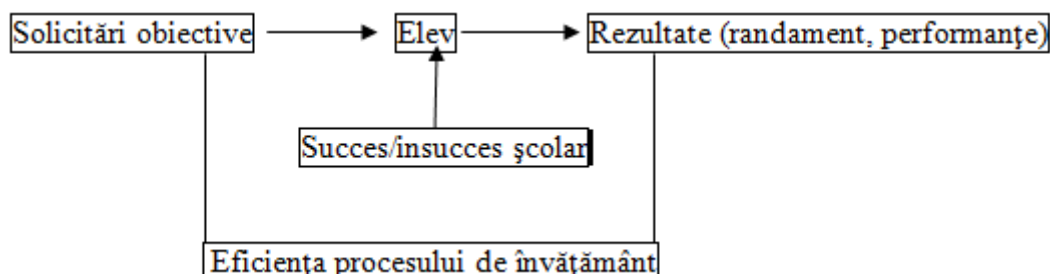 Solicitări obiective
Elev
Rezultate (randament, performanţe)
Succes/insucces şcolar
Eficienţa procesului de învăţământ